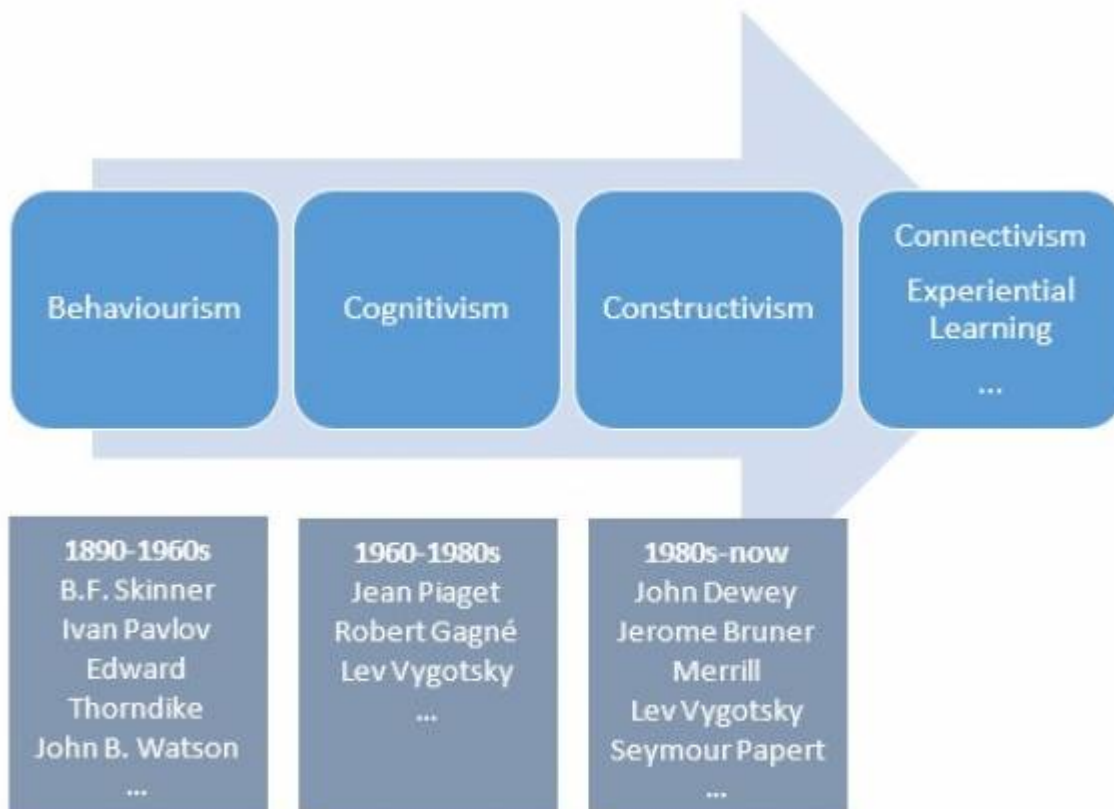 Behaviourism
Cognitivism
Constructivism
Connectivism
Experiential
Learning
...
1890-1960s
B.F. Skinner
Ivan Pavlov
Edward
Thorndike
John B. Watson
...
1960-1980s
Jean Piaget
Robert Gagné
Lev Vygotsky
...
1980s-now
John Dewey
Jerome Bruner
Merrill
Lev Vygotsky
Seymour Papert
...